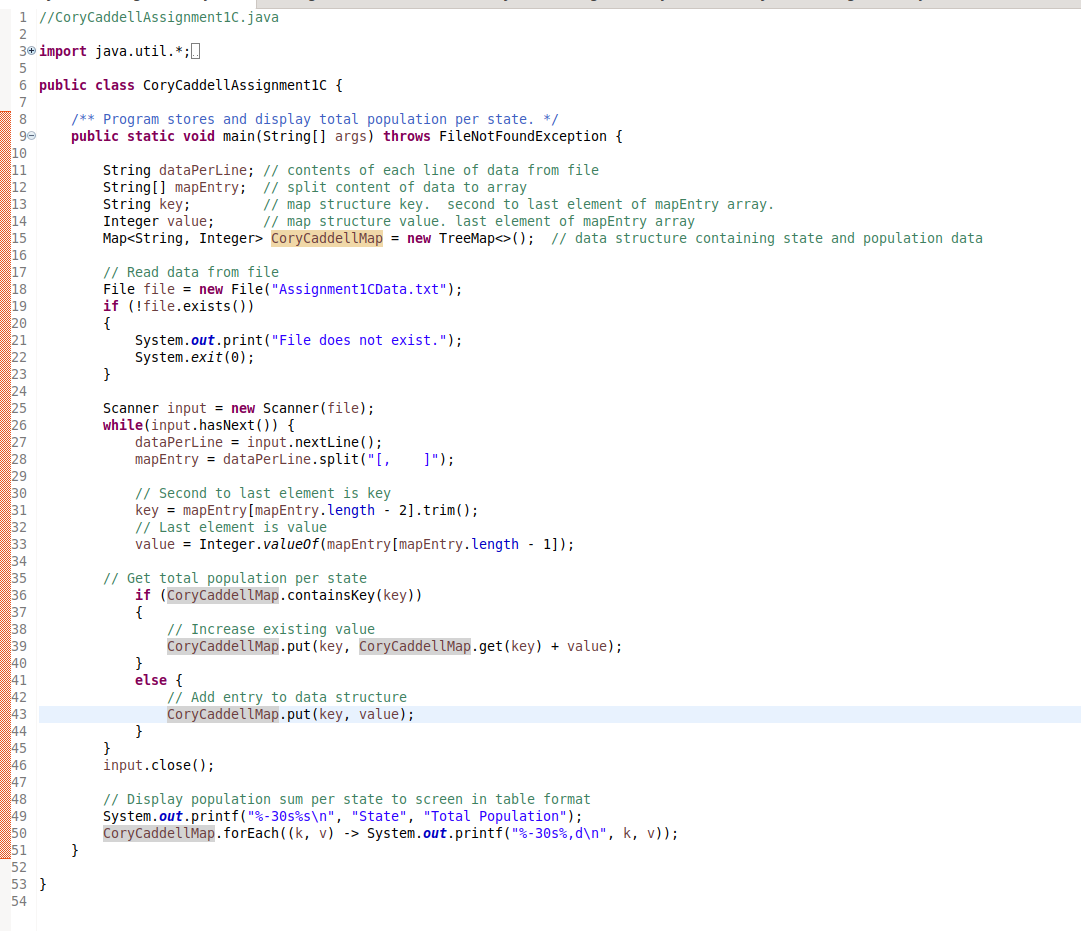 1 //CoryCaddellAssignment1C.java
2
3 import java.util.*;
5
6 public class CoryCaddellAssignment1C {
7
8     /** Program stores and display total population per state. */
9     public static void main(String[] args) throws FileNotFoundException {
10
11         String dataPerLine; // contents of each line of data from file
12         String[] mapEntry;  // split content of data to array
13         String key;         // map structure key.  second to last element of mapEntry array.
14         Integer value;      // map structure value. last element of mapEntry array
15         Map<String, Integer> CoryCaddellMap = new TreeMap<>();  // data structure containing state and population data
16
17         // Read data from file
18         File file = new File("Assignment1CData.txt");
19         if (!file.exists())
20         {
21             System.out.print("File does not exist.");
22             System.exit(0);
23         }
24
25         Scanner input = new Scanner(file);
26         while(input.hasNext()) {
27             dataPerLine = input.nextLine();
28             mapEntry = dataPerLine.split("[,    ]");
29
30             // Second to last element is key
31             key = mapEntry[mapEntry.length - 2].trim();
32             // Last element is value
33             value = Integer.valueOf(mapEntry[mapEntry.length - 1]);
34
35         // Get total population per state
36             if (CoryCaddellMap.containsKey(key))
37             {
38                 // Increase existing value
39                 CoryCaddellMap.put(key, CoryCaddellMap.get(key) + value);
40             }
41             else {
42                 // Add entry to data structure
43                 CoryCaddellMap.put(key, value);
44             }
45         }
46         input.close();
47
48         // Display population sum per state to screen in table format
49         System.out.printf("%-30s%s\n", "State", "Total Population");
50         CoryCaddellMap.forEach((k, v) -> System.out.printf("%-30s%,d\n", k, v));
51     }
52
53 }
54